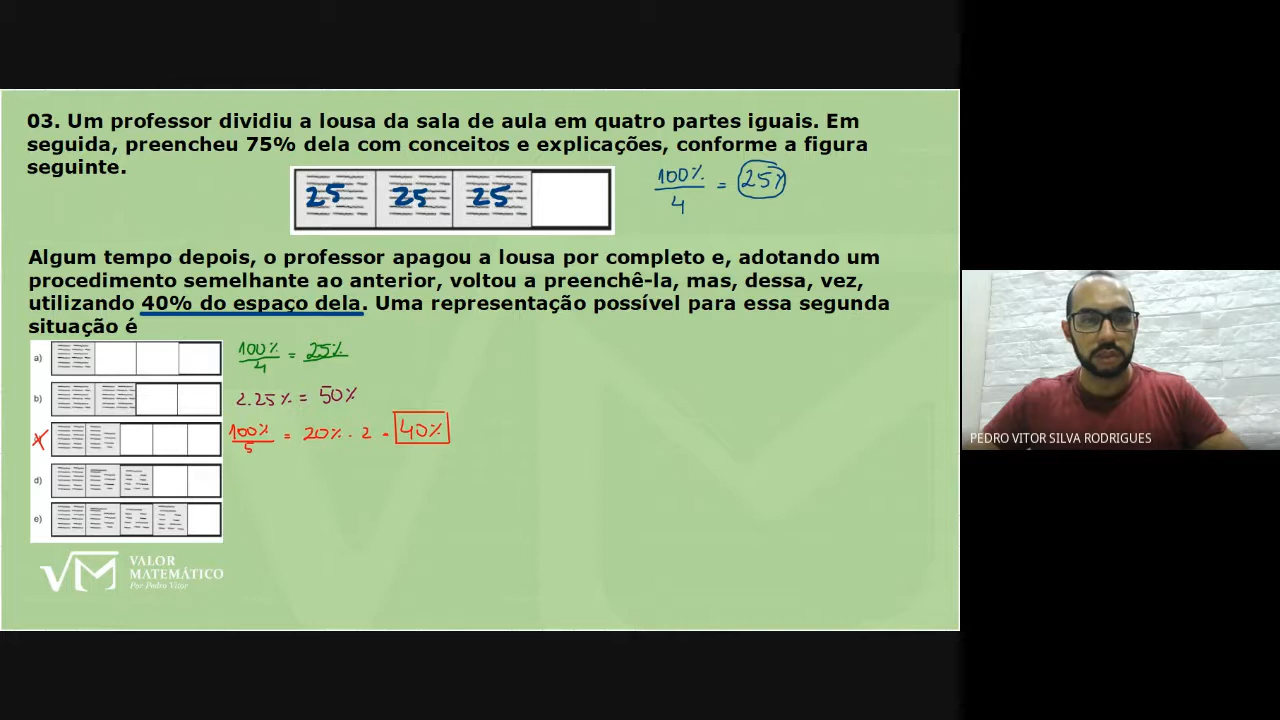 03. Um professor dividiu a lousa da sala de aula em quatro partes iguais. Em
seguida, preencheu 75% dela com conceitos e explicações, conforme a figura
seguinte.
25 25 25
100% / 4 = 25%
Algum tempo depois, o professor apagou a lousa por completo e, adotando um
procedimento semelhante ao anterior, voltou a preenchê-la, mas, dessa, vez,
utilizando 40% do espaço dela. Uma representação possível para essa segunda
situação é
a) 100% / 4 = 25%
b) 2.25% = 50%
X 100% / 5 = 20% . 2 = 40%
d)
e)
VALOR
MATEMÁTICO
Por Pedro Vitor
PEDRO VITOR SILVA RODRIGUES